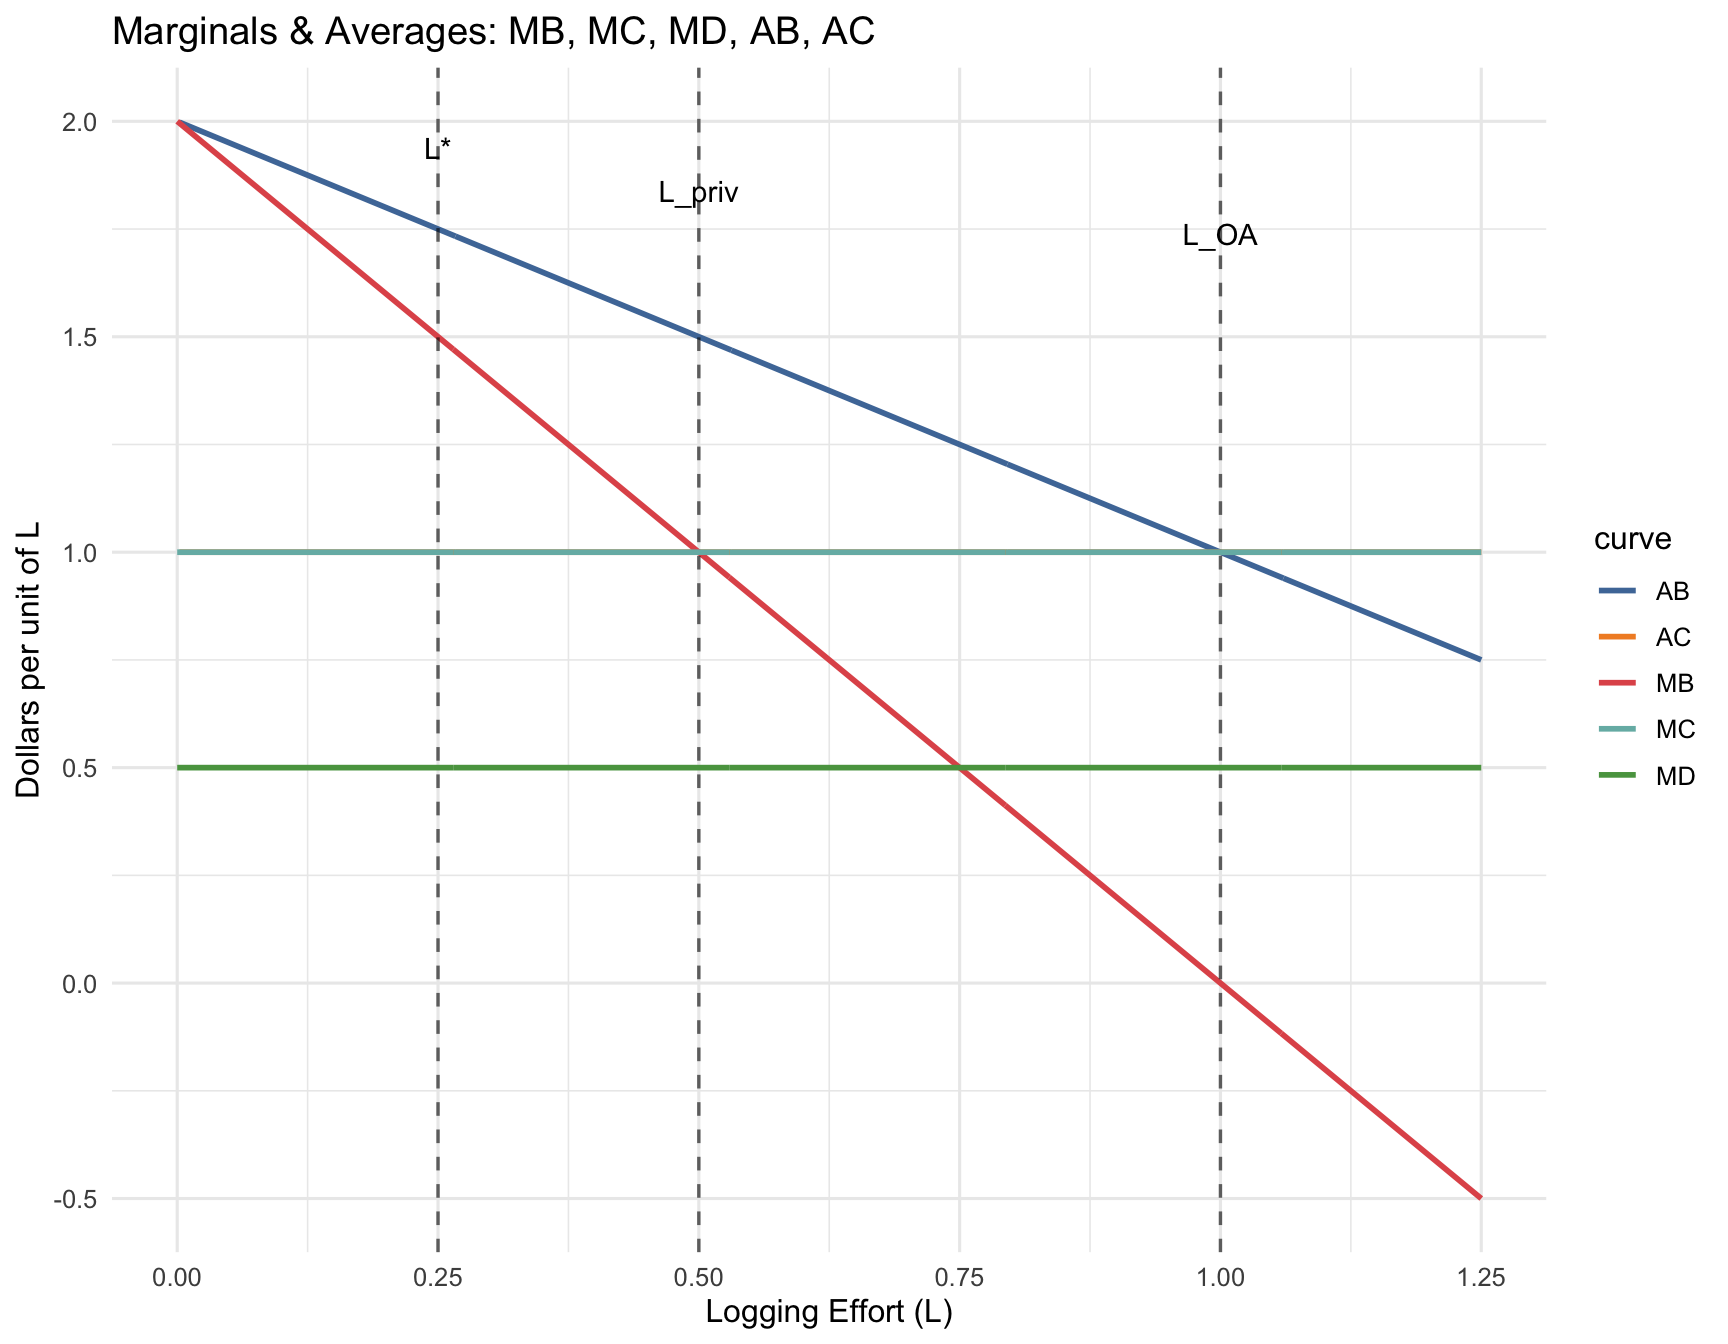 Marginals & Averages: MB, MC, MD, AB, AC
2.0
1.5
1.0
0.5
0.0
-0.5
Dollars per unit of L
L*
L_priv
L_OA
0.00 0.25 0.50 0.75 1.00 1.25
Logging Effort (L)
curve
AB
AC
MB
MC
MD